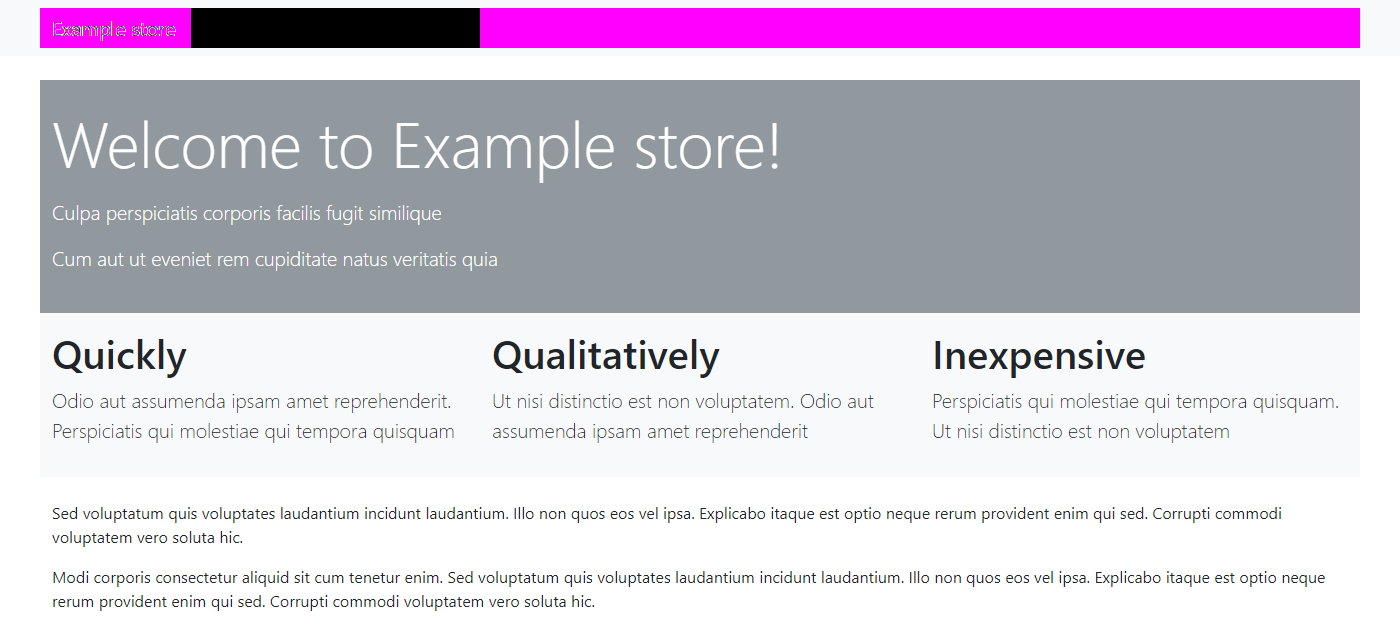 Example store
Welcome to Example store!
Culpa perspiciatis corporis facilis fugit similique
Cum aut ut eveniet rem cupiditate natus veritatis quia
Quickly
Odio aut assumenda ipsam amet reprehenderit.
Perspiciatis qui molestiae qui tempora quisquam
Qualitatively
Ut nisi distinctio est non voluptatem. Odio aut
assumenda ipsam amet reprehenderit
Inexpensive
Perspiciatis qui molestiae qui tempora quisquam.
Ut nisi distinctio est non voluptatem
Sed voluptatum quis voluptates laudantium incidunt laudantium. Illo non quos eos vel ipsa. Explicabo itaque est optio neque rerum provident enim qui sed. Corrupti commodi
voluptatem vero soluta hic.
Modi corporis consectetur aliquid sit cum tenetur enim. Sed voluptatum quis voluptates laudantium incidunt laudantium. Illo non quos eos vel ipsa. Explicabo itaque est optio neque
rerum provident enim qui sed. Corrupti commodi voluptatem vero soluta hic.